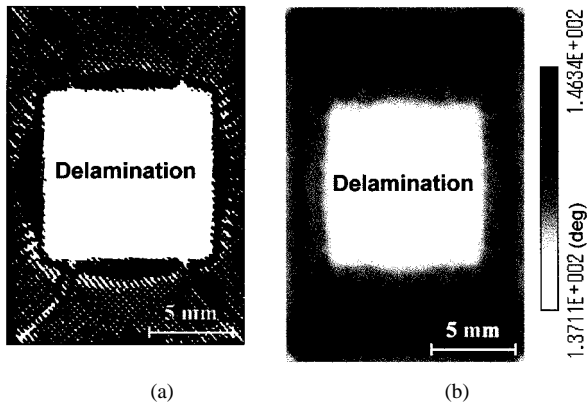 Delamination
5 mm
(a)
Delamination
5 mm
(b)
1.4634E+002
1.3711E+002 (deg)